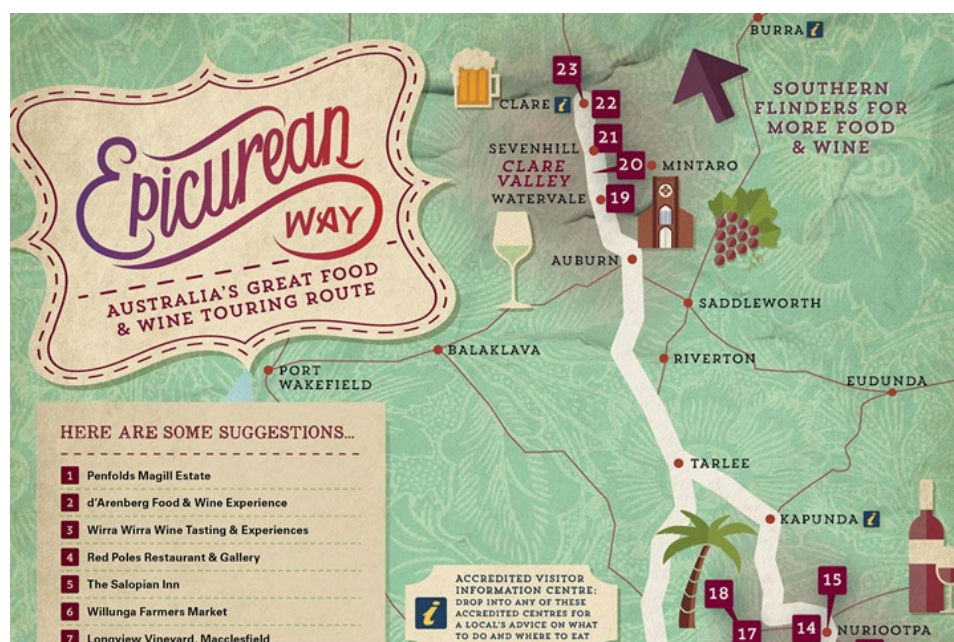 Epicurean
WAY
AUSTRALIA'S GREAT FOOD
& WINE TOURING ROUTE
BURRA i
SOUTHERN
FLINDERS FOR
MORE FOOD
& WINE
23
CLARE i
22
21
SEVENHILL
CLARE
VALLEY
20
MINTARO
WATERVALE
19
AUBURN
SADDLEWORTH
BALAKLAVA
RIVERTON
PORT
WAKEFIELD
EUDUNDA
TARLEE
KAPUNDA i
HERE ARE SOME SUGGESTIONS...
1 Penfolds Magill Estate
2 d'Arenberg Food & Wine Experience
3 Wirra Wirra Wine Tasting & Experiences
4 Red Poles Restaurant & Gallery
5 The Salopian Inn
6 Willunga Farmers Market
7 Longview Vineyard, Macclesfield
i
ACCREDITED VISITOR
INFORMATION CENTRE:
DROP INTO ANY OF THESE
ACCREDITED CENTRES FOR
A LOCAL'S ADVICE ON WHAT
TO DO AND WHERE TO EAT
18
17
15
14
NURIOOTPA